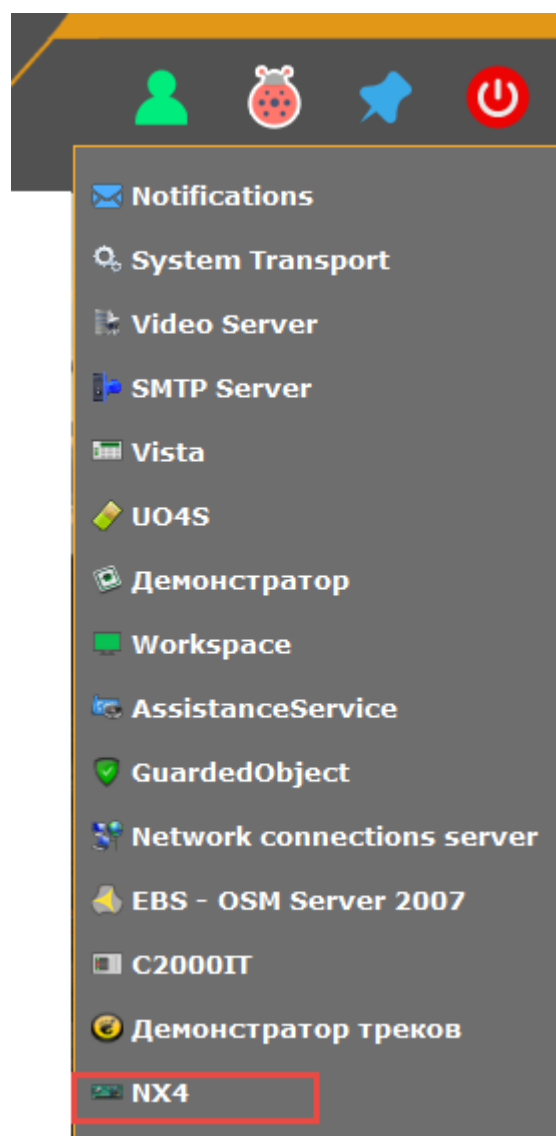 Notifications
System Transport
Video Server
SMTP Server
Vista
UO4S
Демонстратор
Workspace
AssistanceService
GuardedObject
Network connections server
EBS - OSM Server 2007
C2000IT
Демонстратор треков
NX4